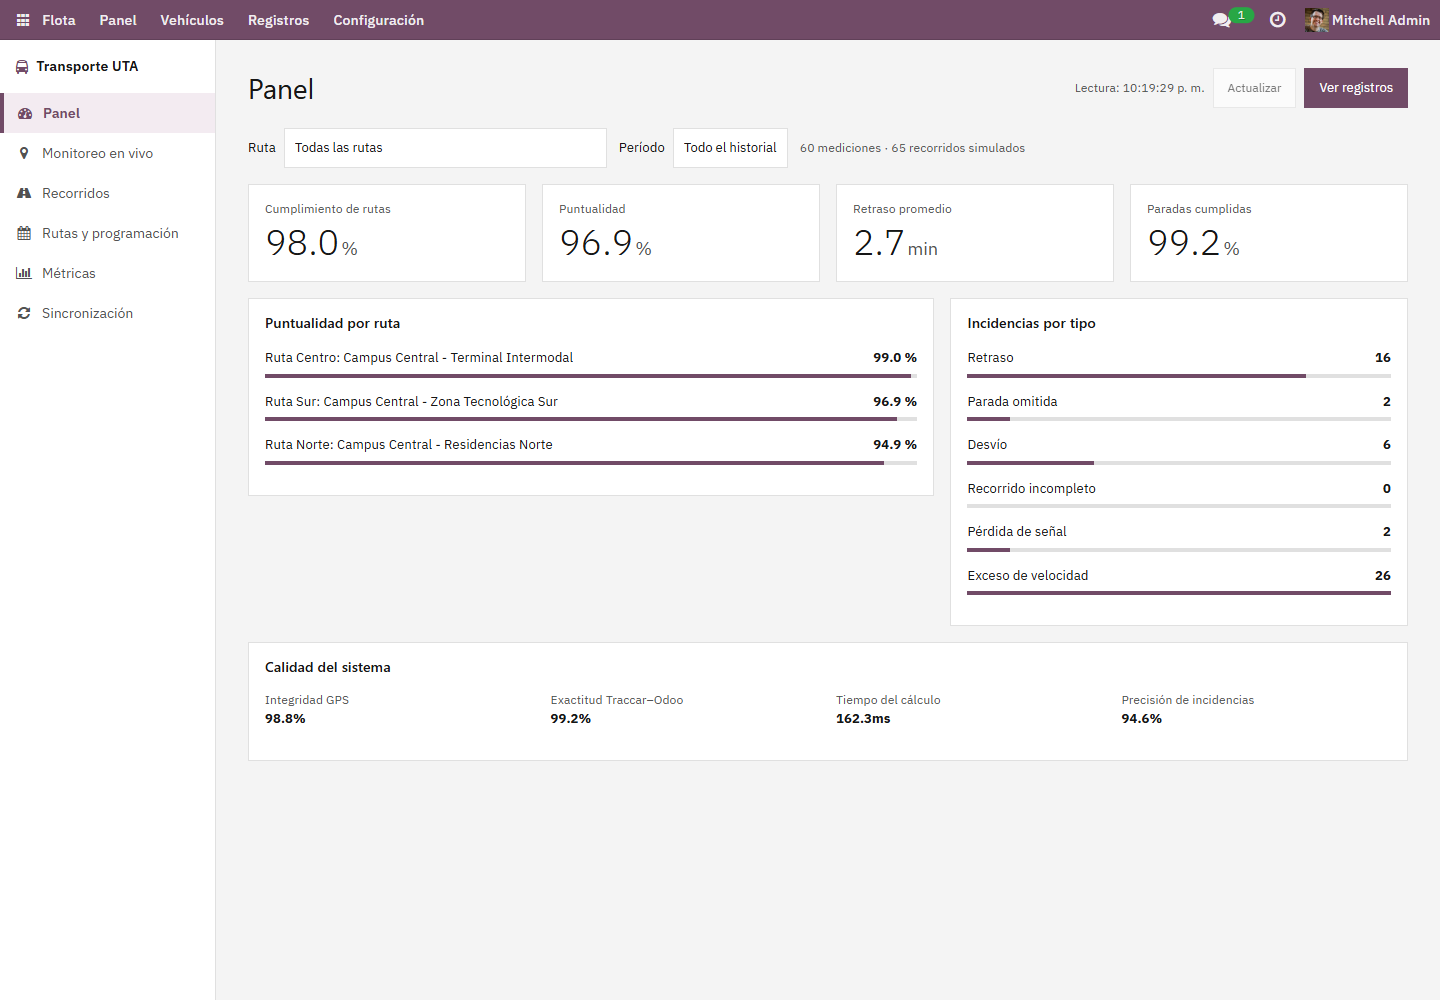 Flota Panel Vehículos Registros Configuración 1 Mitchell Admin
Transporte UTA
Panel
Monitoreo en vivo
Recorridos
Rutas y programación
Métricas
Sincronización
Panel
Lectura: 10:19:29 p. m. Actualizar Ver registros
Ruta Todas las rutas Período Todo el historial 60 mediciones · 65 recorridos simulados
Cumplimiento de rutas
98.0 %
Puntualidad
96.9 %
Retraso promedio
2.7 min
Paradas cumplidas
99.2 %
Puntualidad por ruta
Ruta Centro: Campus Central - Terminal Intermodal 99.0 %
Ruta Sur: Campus Central - Zona Tecnológica Sur 96.9 %
Ruta Norte: Campus Central - Residencias Norte 94.9 %
Incidencias por tipo
Retraso 16
Parada omitida 2
Desvío 6
Recorrido incompleto 0
Pérdida de señal 2
Exceso de velocidad 26
Calidad del sistema
Integridad GPS
98.8%
Exactitud Traccar–Odoo
99.2%
Tiempo del cálculo
162.3ms
Precisión de incidencias
94.6%